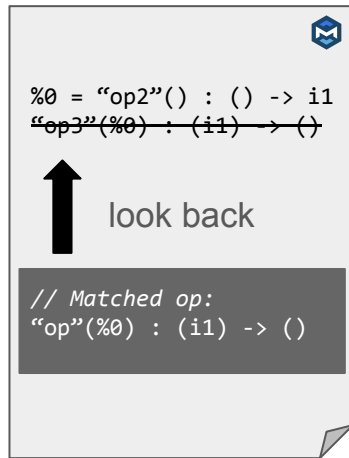 %0 = “op2”() : () -> i1
“op3”(%0) : (i1) -> ()
look back
// Matched op:
“op”(%0) : (i1) -> ()